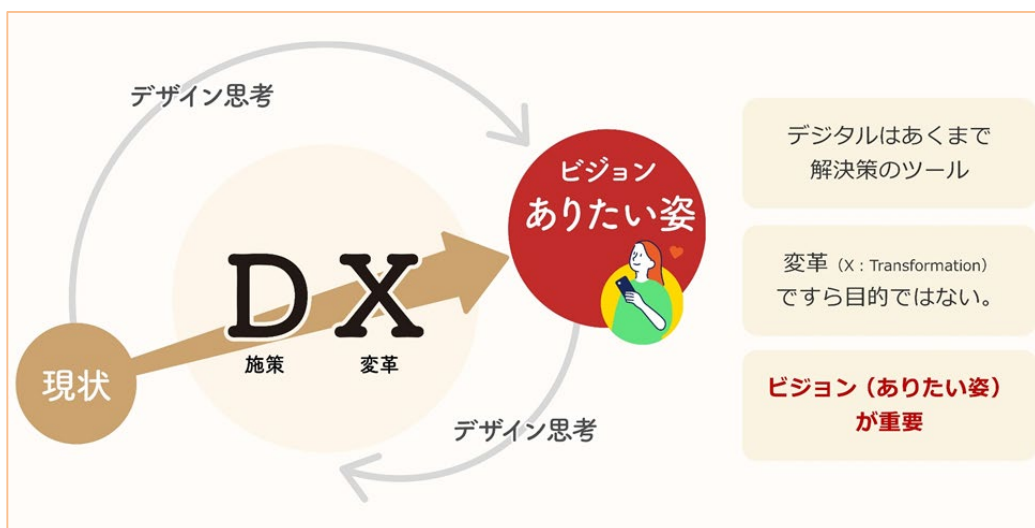 デザイン思考
ビジョン
ありたい姿
DX
施策
変革
現状
デザイン思考
デジタルはあくまで
解決策のツール
変革（X：Transformation）
ですら目的ではない。
ビジョン（ありたい姿）
が重要